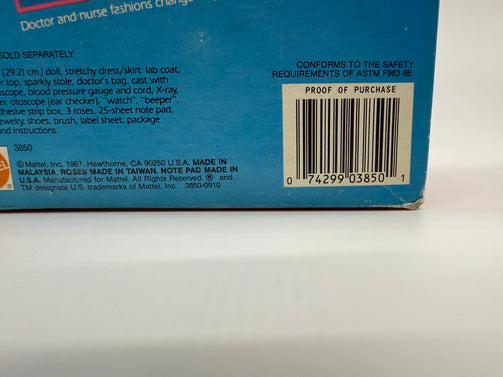 Doctor and nurse fashions change
SOLD SEPARATELY.
(29.21 cm.) doll, stretchy dress/skirt. lab coat,
top, sparkly stole, doctor's bag, cast with
blood pressure gauge and cord, X-ray,
otoscope (ear checker), "watch", "beeper",
strip box, 3 roses, 25-sheet note pad,
shoes, brush, label sheet, package
and instructions.
3850
© Mattel, Inc. 1987. Hawthorne, CA 90250 U.S.A. MADE IN
MALAYSIA, ROSES MADE IN TAIWAN. NOTE PAD MADE IN
U.S.A. Manufactured for Mattel. All Rights Reserved. ® and
TM designate U.S. trademarks of Mattel, Inc. 3850-0910
CONFORMS TO THE SAFETY
REQUIREMENTS OF ASTM F963-86.
PROOF OF PURCHASE
0 74299 03850 1